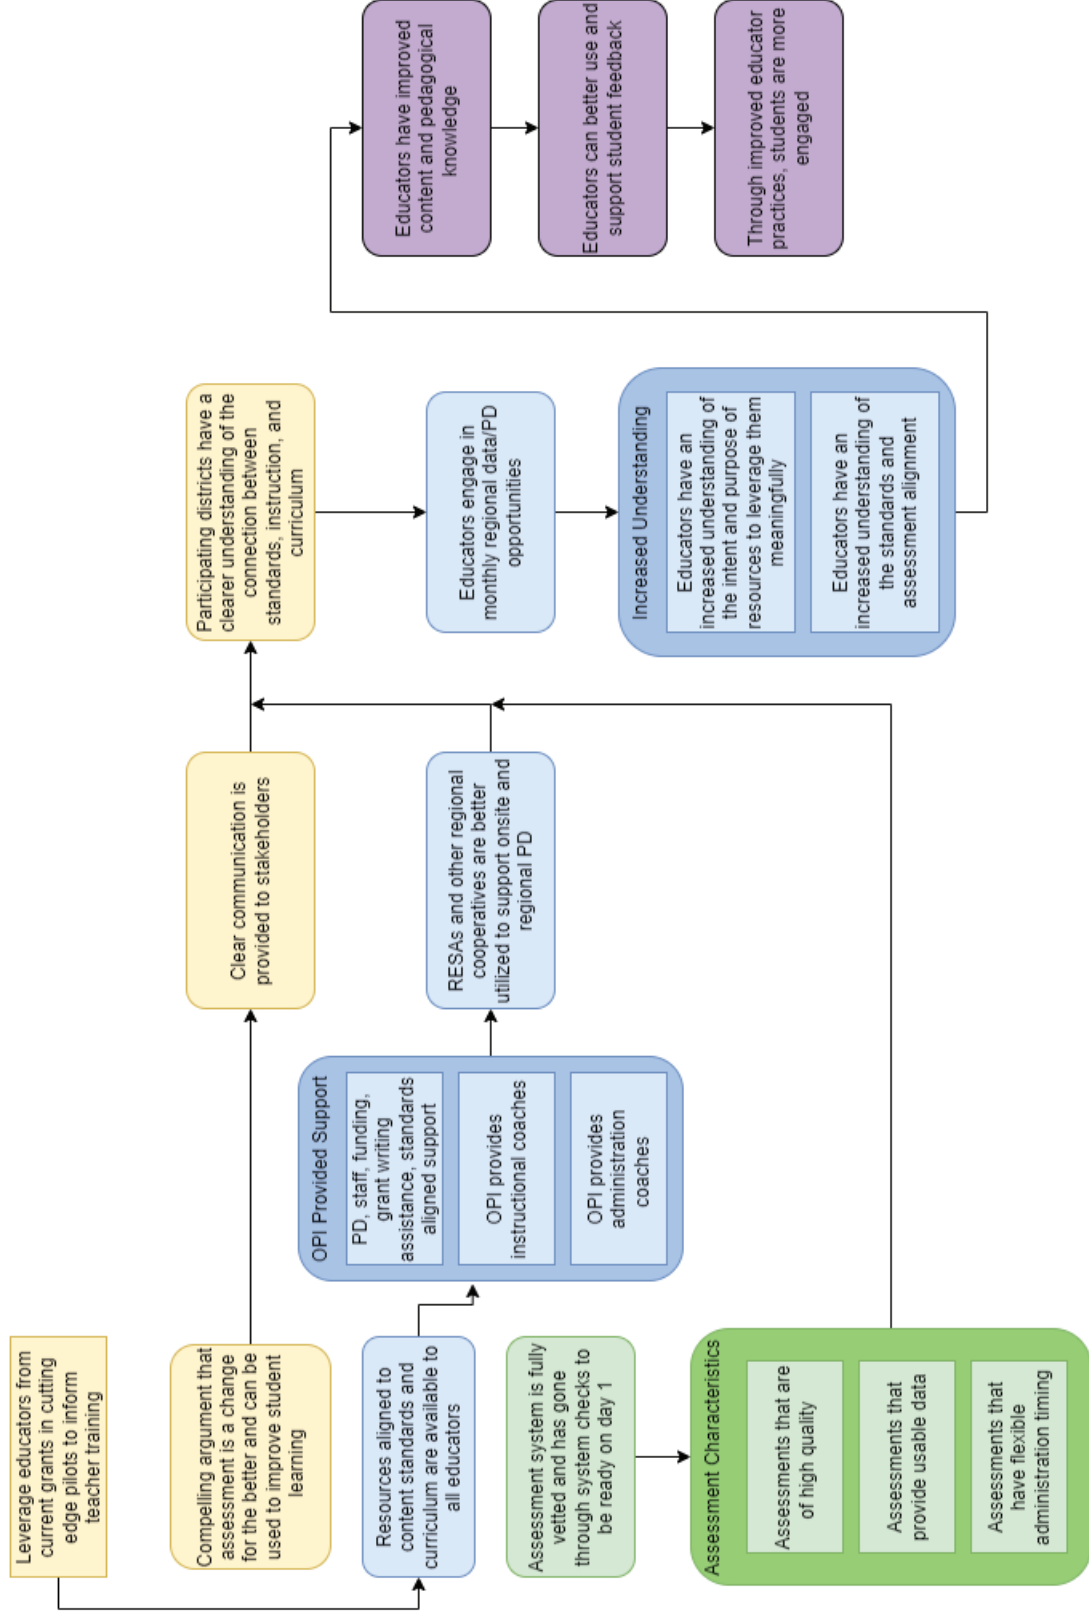 Leverage educators from
current grants in cutting
edge pilots to inform
teacher training
Compelling argument that
assessment is a change
for the better and can be
used to improve student
learning
Resources aligned to
content standards and
curriculum are available to
all educators
Assessment system is fully
vetted and has gone
through system checks to
be ready on day 1
Assessment Characteristics
Assessments that are
of high quality
Assessments that
provide usable data
Assessments that
have flexible
administration timing
OPI Provided Support
PD, staff, funding,
grant writing
assistance, standards
aligned support
OPI provides
instructional coaches
OPI provides
administration
coaches
Clear communication is
provided to stakeholders
RESAs and other regional
cooperatives are better
utilized to support onsite and
regional PD
Participating districts have a
clearer understanding of the
connection between
standards, instruction, and
curriculum
Educators engage in
monthly regional data/PD
opportunities
Increased Understanding
Educators have an
increased understanding of
the intent and purpose of
resources to leverage them
meaningfully
Educators have an
increased understanding of
the standards and
assessment alignment
Educators have improved
content and pedagogical
knowledge
Educators can better use and
support student feedback
Through improved educator
practices, students are more
engaged